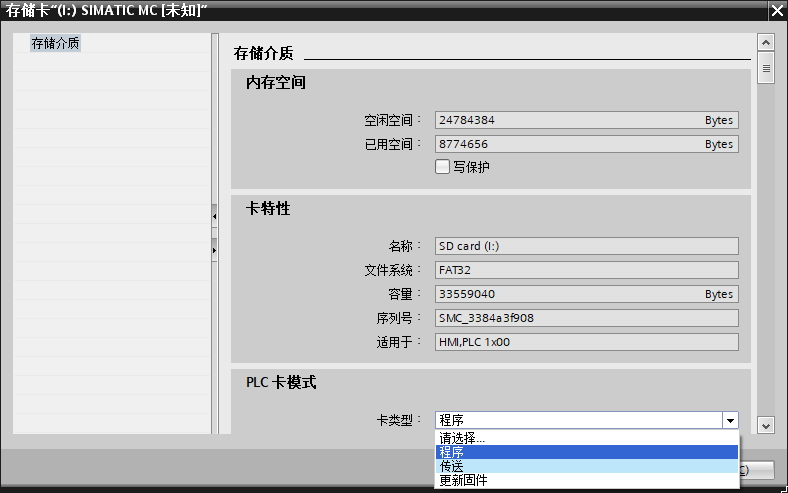 存储卡“(I:) SIMATIC MC [未知]”
存储介质
存储介质
内存空间
空闲空间： 24784384 Bytes
已用空间： 8774656 Bytes
写保护
卡特性
名称： SD card (I:)
文件系统： FAT32
容量： 33559040 Bytes
序列号： SMC_3384a3f908
适用于： HMI,PLC 1x00
PLC 卡模式
卡类型： 程序
请选择...
程序
传送
更新固件